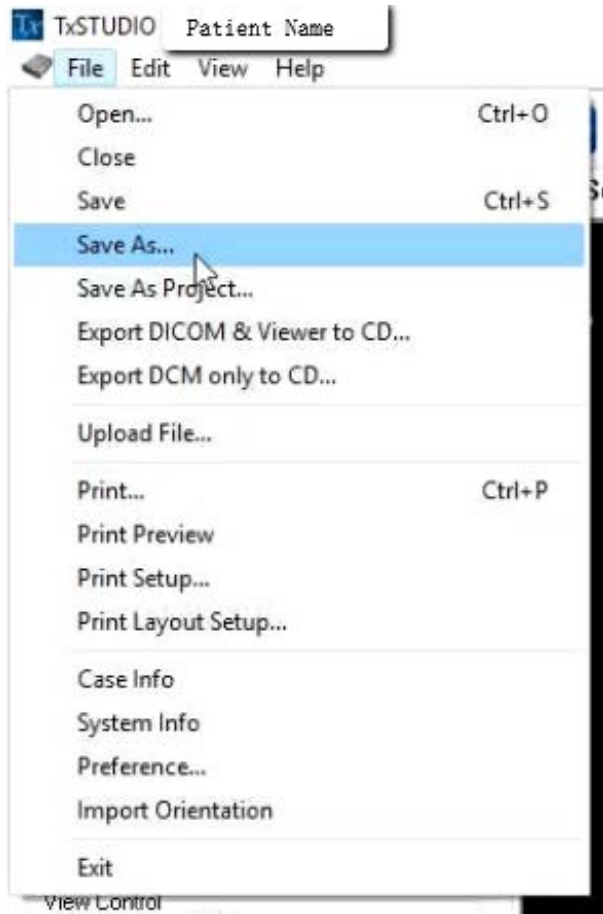 TxSTUDIO Patient Name
File Edit View Help
Open... Ctrl+O
Close
Save Ctrl+S
Save As...
Save As Project...
Export DICOM & Viewer to CD...
Export DCM only to CD...
Upload File...
Print... Ctrl+P
Print Preview
Print Setup...
Print Layout Setup...
Case Info
System Info
Preference...
Import Orientation
Exit
View Control